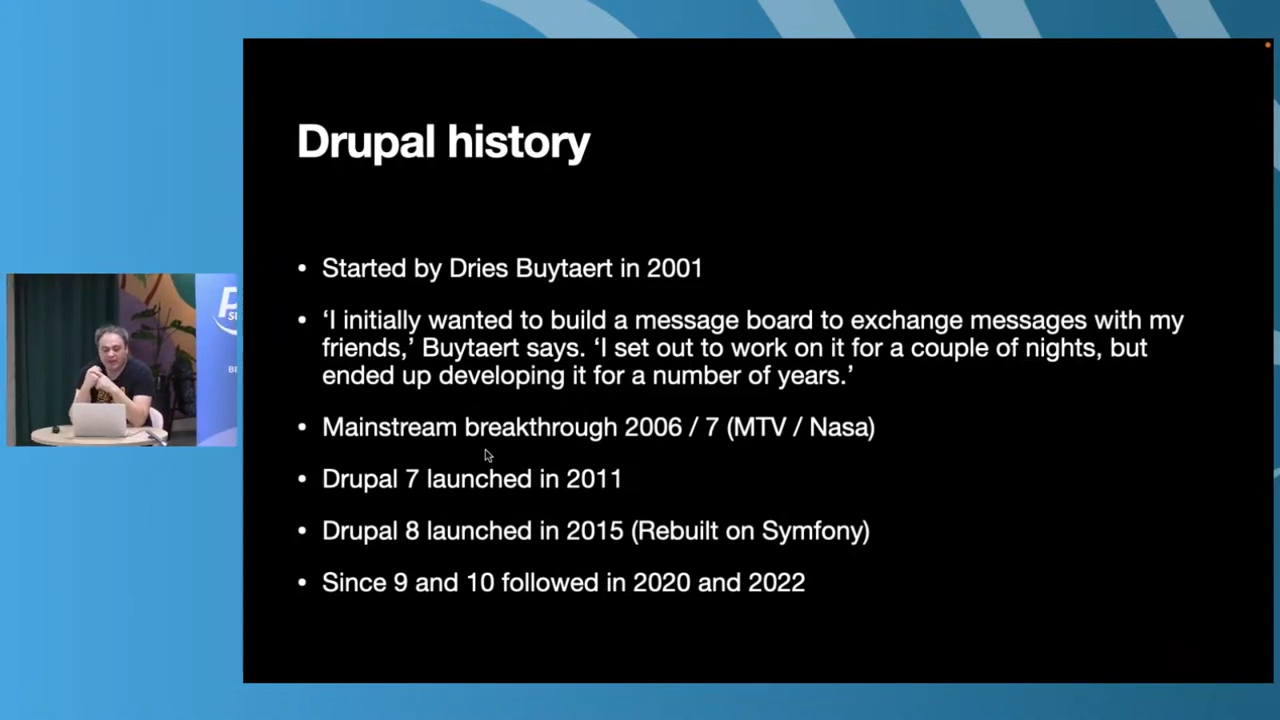 Drupal history
• Started by Dries Buytaert in 2001
• ‘I initially wanted to build a message board to exchange messages with my
friends,’ Buytaert says. ‘I set out to work on it for a couple of nights, but
ended up developing it for a number of years.’
• Mainstream breakthrough 2006 / 7 (MTV / Nasa)
• Drupal 7 launched in 2011
• Drupal 8 launched in 2015 (Rebuilt on Symfony)
• Since 9 and 10 followed in 2020 and 2022